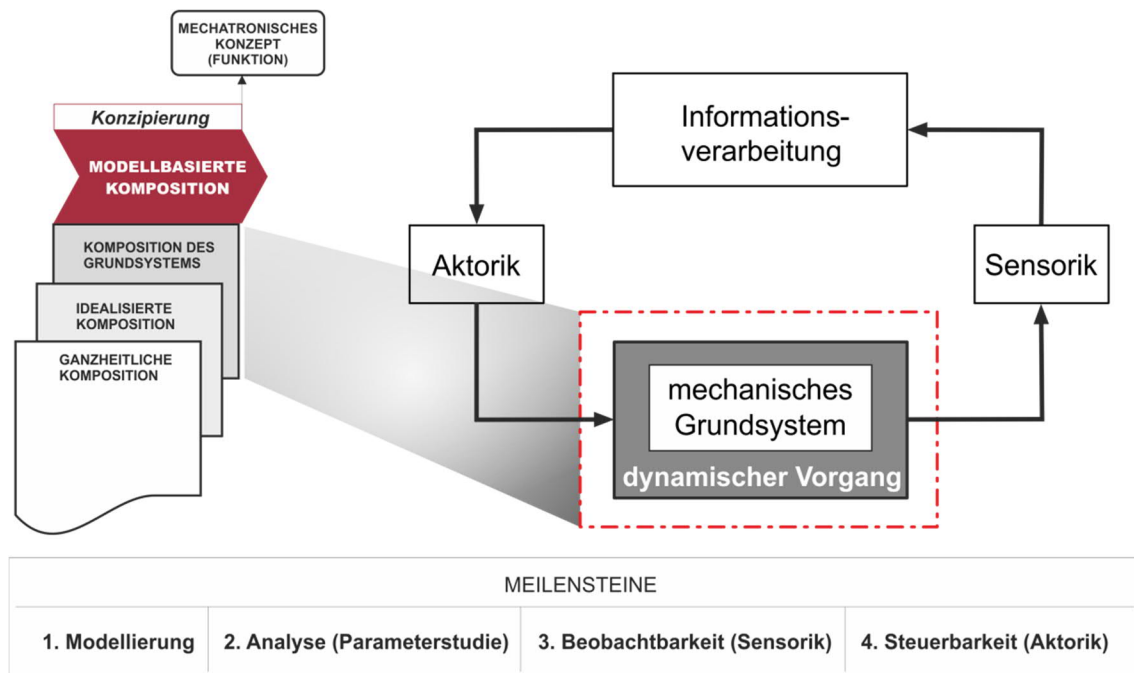 MECHATRONISCHES
KONZEPT
(FUNKTION)
Konzipierung
MODELLBASIERTE
KOMPOSITION
KOMPOSITION DES
GRUNDSYSTEMS
IDEALISIERTE
KOMPOSITION
GANZHEITLICHE
KOMPOSITION
Informations-
verarbeitung
Aktorik
Sensorik
mechanisches
Grundsystem
dynamischer Vorgang
MEILENSTEINE
1. Modellierung
2. Analyse (Parameterstudie)
3. Beobachtbarkeit (Sensorik)
4. Steuerbarkeit (Aktorik)